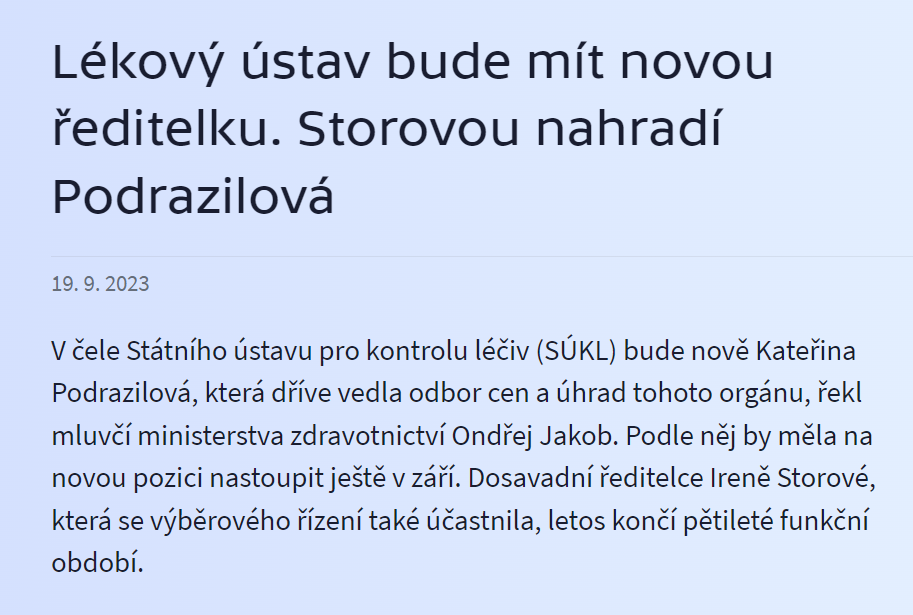 Lékový ústav bude mít novou
ředitelku. Storovou nahradí
Podrazilová
19. 9. 2023
V čele Státního ústavu pro kontrolu léčiv (SÚKL) bude nově Kateřina
Podrazilová, která dříve vedla odbor cen a úhrad tohoto orgánu, řekl
mluvčí ministerstva zdravotnictví Ondřej Jakob. Podle něj by měla na
novou pozici nastoupit ještě v září. Dosavadní ředitelce Ireně Storové,
která se výběrového řízení také účastnila, letos končí pětileté funkční
období.